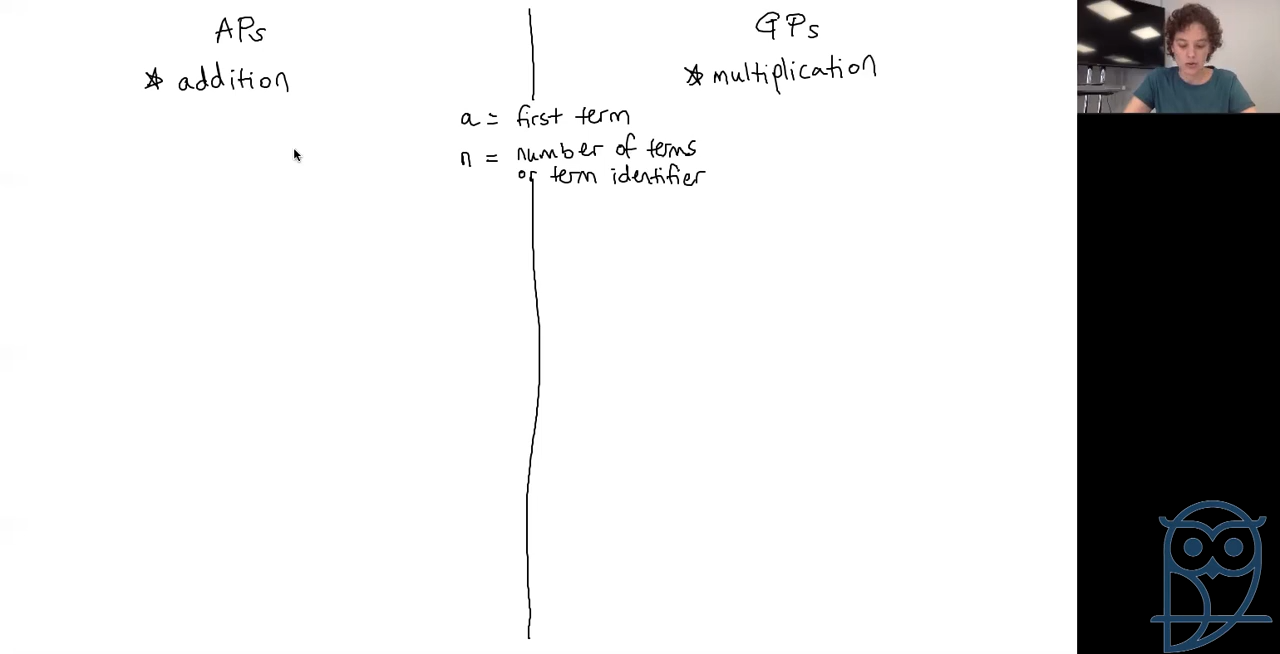 APs
GPs
* addition
* multiplication
a = first term
n = number of terms
or term identifier